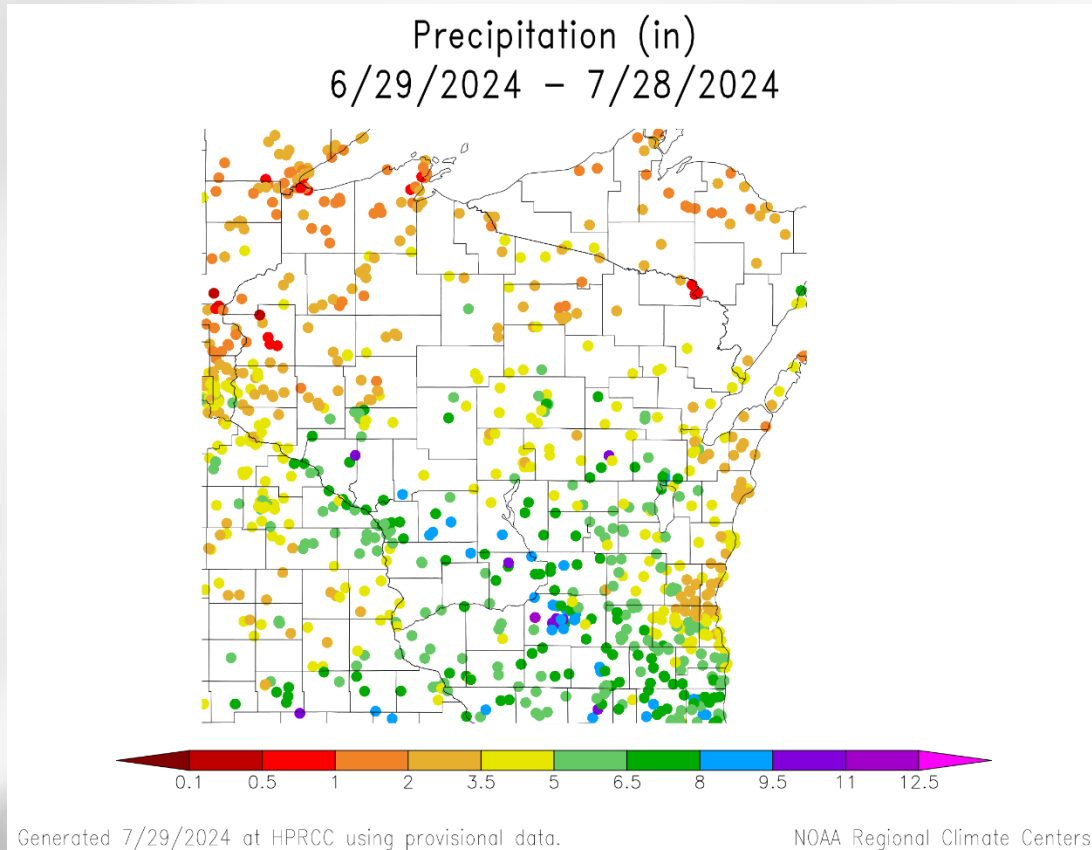 Precipitation (in)
6/29/2024 – 7/28/2024
0.1 0.5 1 2 3.5 5 6.5 8 9.5 11 12.5
Generated 7/29/2024 at HPRCC using provisional data. NOAA Regional Climate Centers